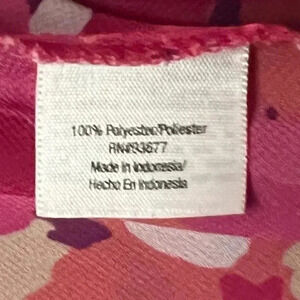 100% Polyester/Poliester
RN#93677
Made in Indonesia/
Hecho En Indonesia